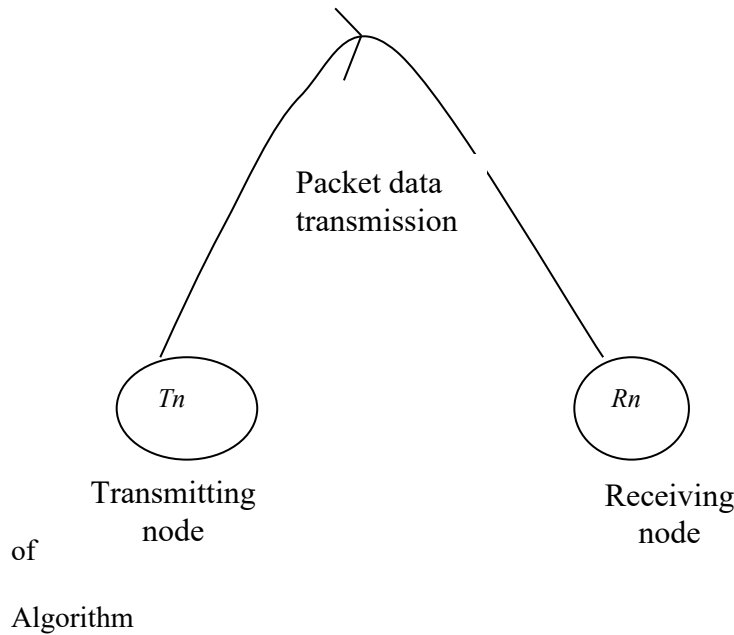 Packet data
transmission
Tn
Rn
Transmitting
node
Receiving
node
of
Algorithm